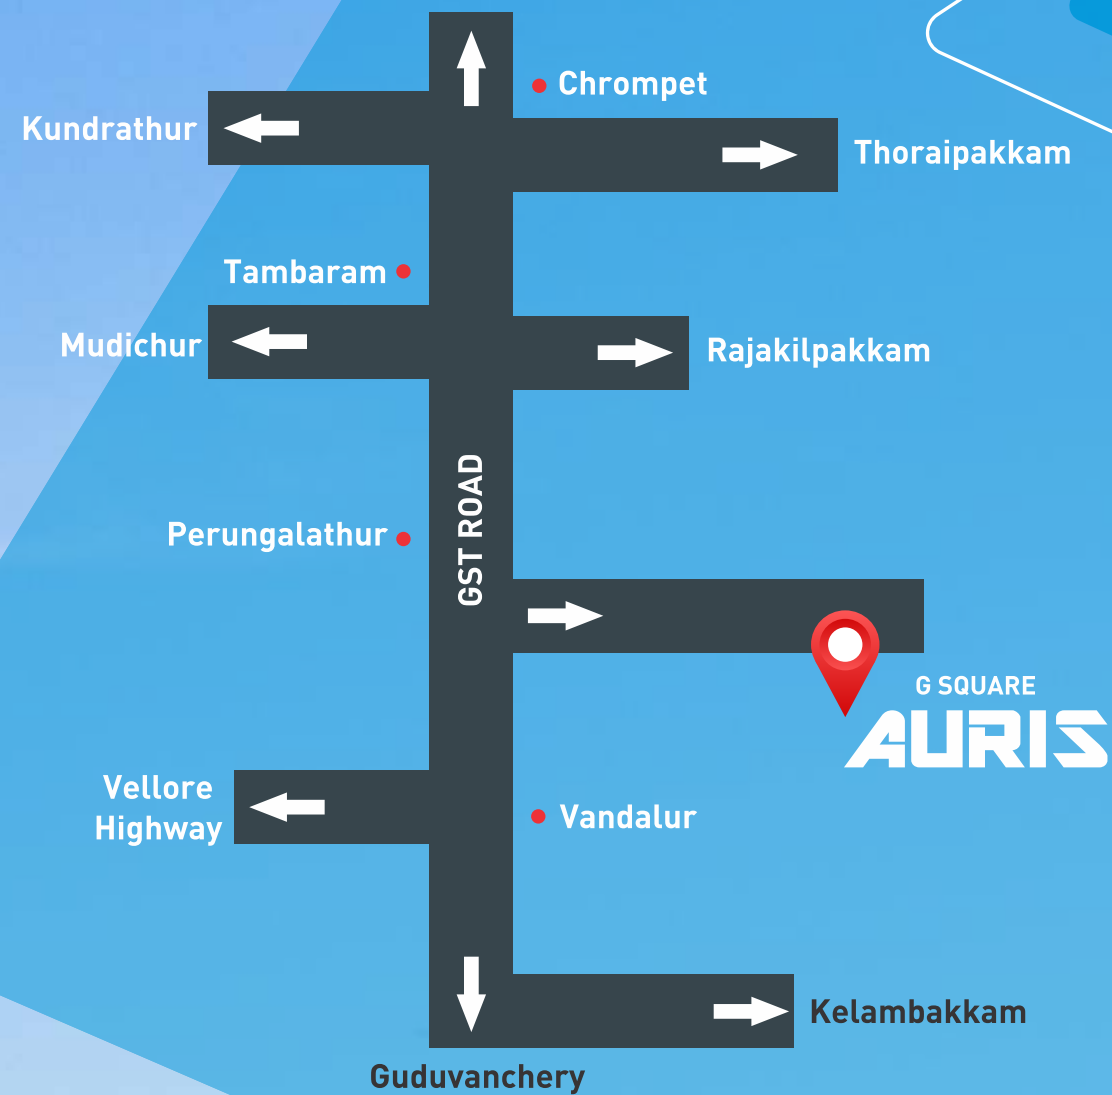 Chrompet
Kundrathur
Thoraipakkam
Tambaram
Mudichur
Rajakilpakkam
GST ROAD
Perungalathur
G SQUARE
AURIS
Vellore
Highway
Vandalur
Kelambakkam
Guduvanchery